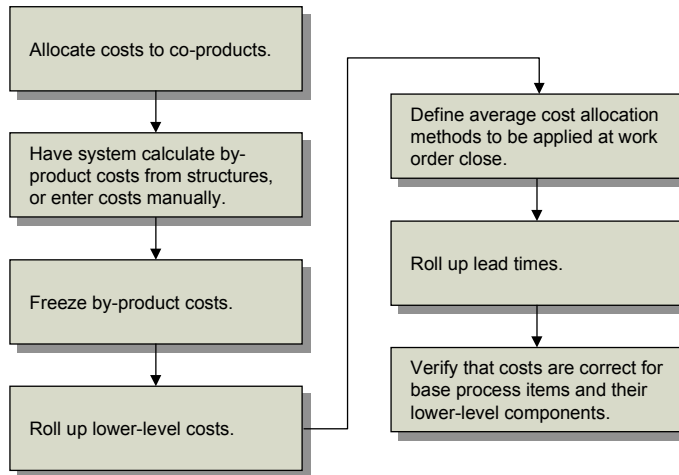 Allocate costs to co-products.
Have system calculate by-
product costs from structures,
or enter costs manually.
Freeze by-product costs.
Roll up lower-level costs.
Define average cost allocation
methods to be applied at work
order close.
Roll up lead times.
Verify that costs are correct for
base process items and their
lower-level components.